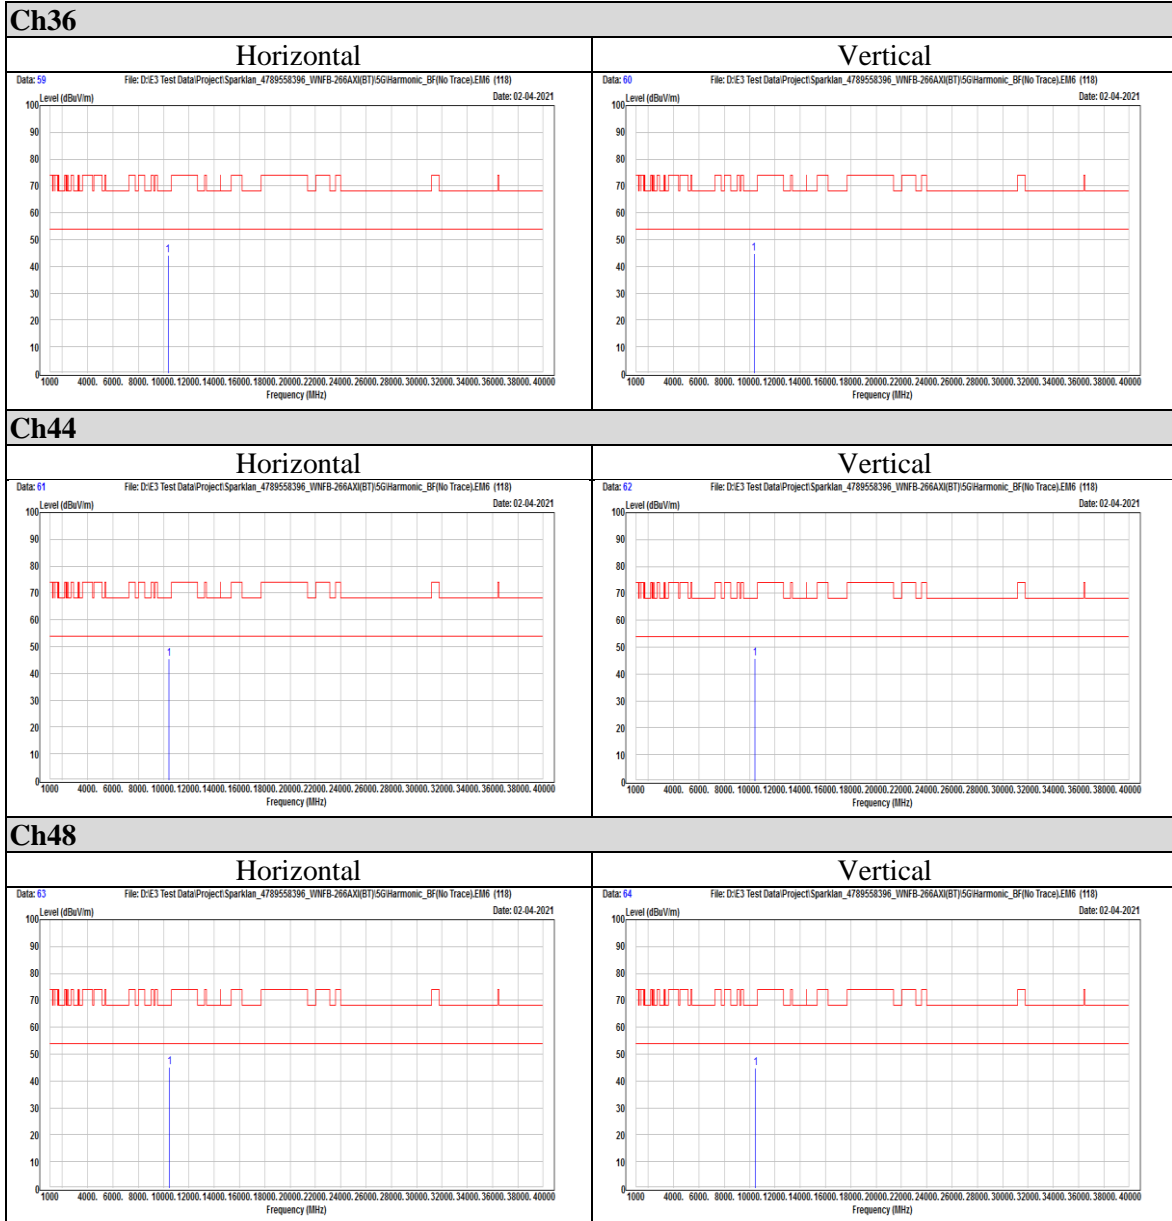 Ch36
Horizontal Vertical
Data: 59 File: D:\E3 Test Data\Project\Sparklan_4789558396_WNFB-266AXI(BT)\5G\Harmonic_BF(No Trace).EM6 (118)
Level (dBuV/m) Date: 02-04-2021
100
90
80
70
60
50
40
30
20
10
0
1
1000 4000. 6000. 8000. 10000. 12000. 14000. 16000. 18000. 20000. 22000. 24000. 26000. 28000. 30000. 32000. 34000. 36000. 38000. 40000
Frequency (MHz)
Data: 60 File: D:\E3 Test Data\Project\Sparklan_4789558396_WNFB-266AXI(BT)\5G\Harmonic_BF(No Trace).EM6 (118)
Level (dBuV/m) Date: 02-04-2021
100
90
80
70
60
50
40
30
20
10
0
1
1000 4000. 6000. 8000. 10000. 12000. 14000. 16000. 18000. 20000. 22000. 24000. 26000. 28000. 30000. 32000. 34000. 36000. 38000. 40000
Frequency (MHz)
Ch44
Horizontal Vertical
Data: 61 File: D:\E3 Test Data\Project\Sparklan_4789558396_WNFB-266AXI(BT)\5G\Harmonic_BF(No Trace).EM6 (118)
Level (dBuV/m) Date: 02-04-2021
100
90
80
70
60
50
40
30
20
10
0
1
1000 4000. 6000. 8000. 10000. 12000. 14000. 16000. 18000. 20000. 22000. 24000. 26000. 28000. 30000. 32000. 34000. 36000. 38000. 40000
Frequency (MHz)
Data: 62 File: D:\E3 Test Data\Project\Sparklan_4789558396_WNFB-266AXI(BT)\5G\Harmonic_BF(No Trace).EM6 (118)
Level (dBuV/m) Date: 02-04-2021
100
90
80
70
60
50
40
30
20
10
0
1
1000 4000. 6000. 8000. 10000. 12000. 14000. 16000. 18000. 20000. 22000. 24000. 26000. 28000. 30000. 32000. 34000. 36000. 38000. 40000
Frequency (MHz)
Ch48
Horizontal Vertical
Data: 63 File: D:\E3 Test Data\Project\Sparklan_4789558396_WNFB-266AXI(BT)\5G\Harmonic_BF(No Trace).EM6 (118)
Level (dBuV/m) Date: 02-04-2021
100
90
80
70
60
50
40
30
20
10
0
1
1000 4000. 6000. 8000. 10000. 12000. 14000. 16000. 18000. 20000. 22000. 24000. 26000. 28000. 30000. 32000. 34000. 36000. 38000. 40000
Frequency (MHz)
Data: 64 File: D:\E3 Test Data\Project\Sparklan_4789558396_WNFB-266AXI(BT)\5G\Harmonic_BF(No Trace).EM6 (118)
Level (dBuV/m) Date: 02-04-2021
100
90
80
70
60
50
40
30
20
10
0
1
1000 4000. 6000. 8000. 10000. 12000. 14000. 16000. 18000. 20000. 22000. 24000. 26000. 28000. 30000. 32000. 34000. 36000. 38000. 40000
Frequency (MHz)